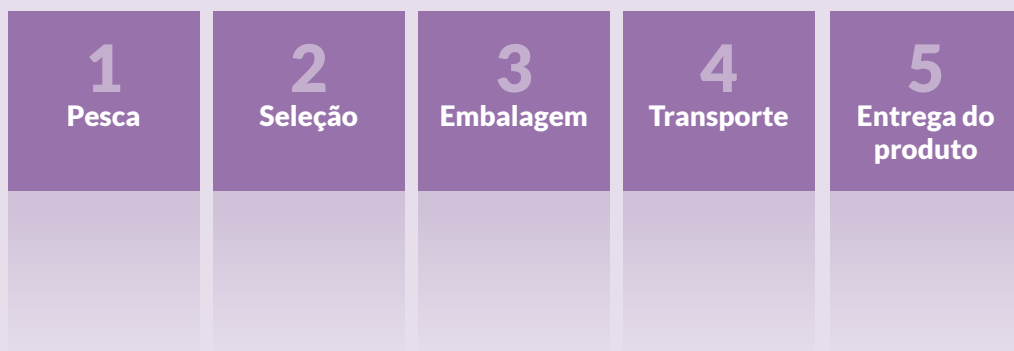 1
Pesca
2
Seleção
3
Embalagem
4
Transporte
5
Entrega do
produto